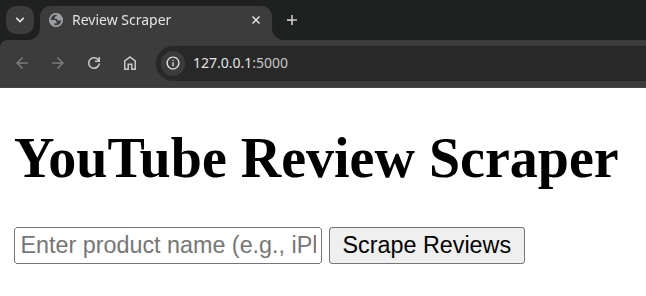 Review Scraper
127.0.0.1:5000
YouTube Review Scraper
Enter product name (e.g., iPl
Scrape Reviews